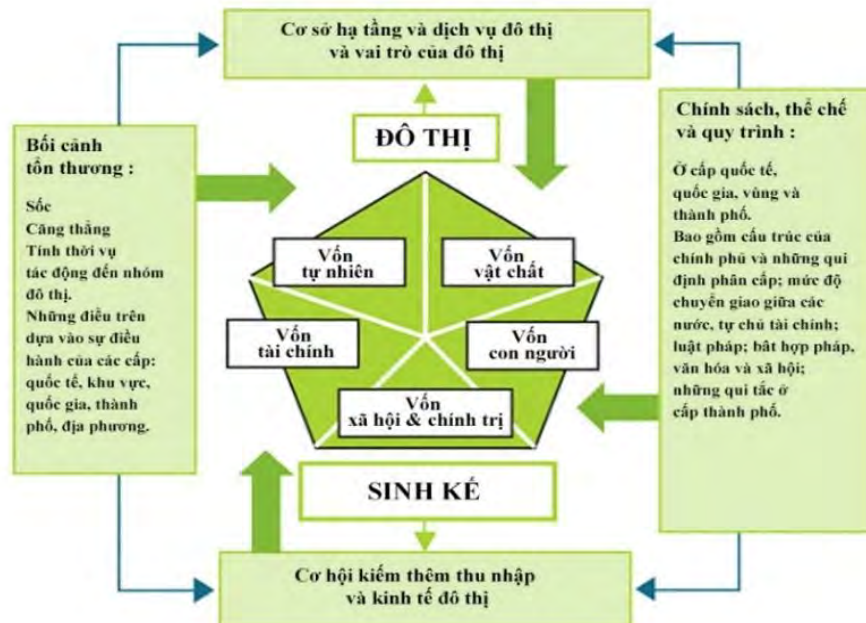 Cơ sở hạ tầng và dịch vụ đô thị
và vai trò của đô thị
ĐÔ THỊ
Bối cảnh
tổn thương :
Sốc
Căng thẳng
Tính thời vụ
tác động đến nhóm
đô thị.
Những điều trên
dựa vào sự điều
hành của các cấp:
quốc tế, khu vực,
quốc gia, thành
phố, địa phương.
Vốn
tự nhiên
Vốn
vật chất
Vốn
tài chính
Vốn
con người
Vốn
xã hội & chính trị
Chính sách, thể chế
và quy trình :
Ở cấp quốc tế,
quốc gia, vùng và
thành phố.
Bao gồm cấu trúc của
chính phủ và những qui
định phân cấp; mức độ
chuyển giao giữa các
nước, tự chủ tài chính;
luật pháp; bât hợp pháp,
văn hóa và xã hội;
những qui tắc ở
cấp thành phố.
SINH KẾ
Cơ hội kiếm thêm thu nhập
và kinh tế đô thị